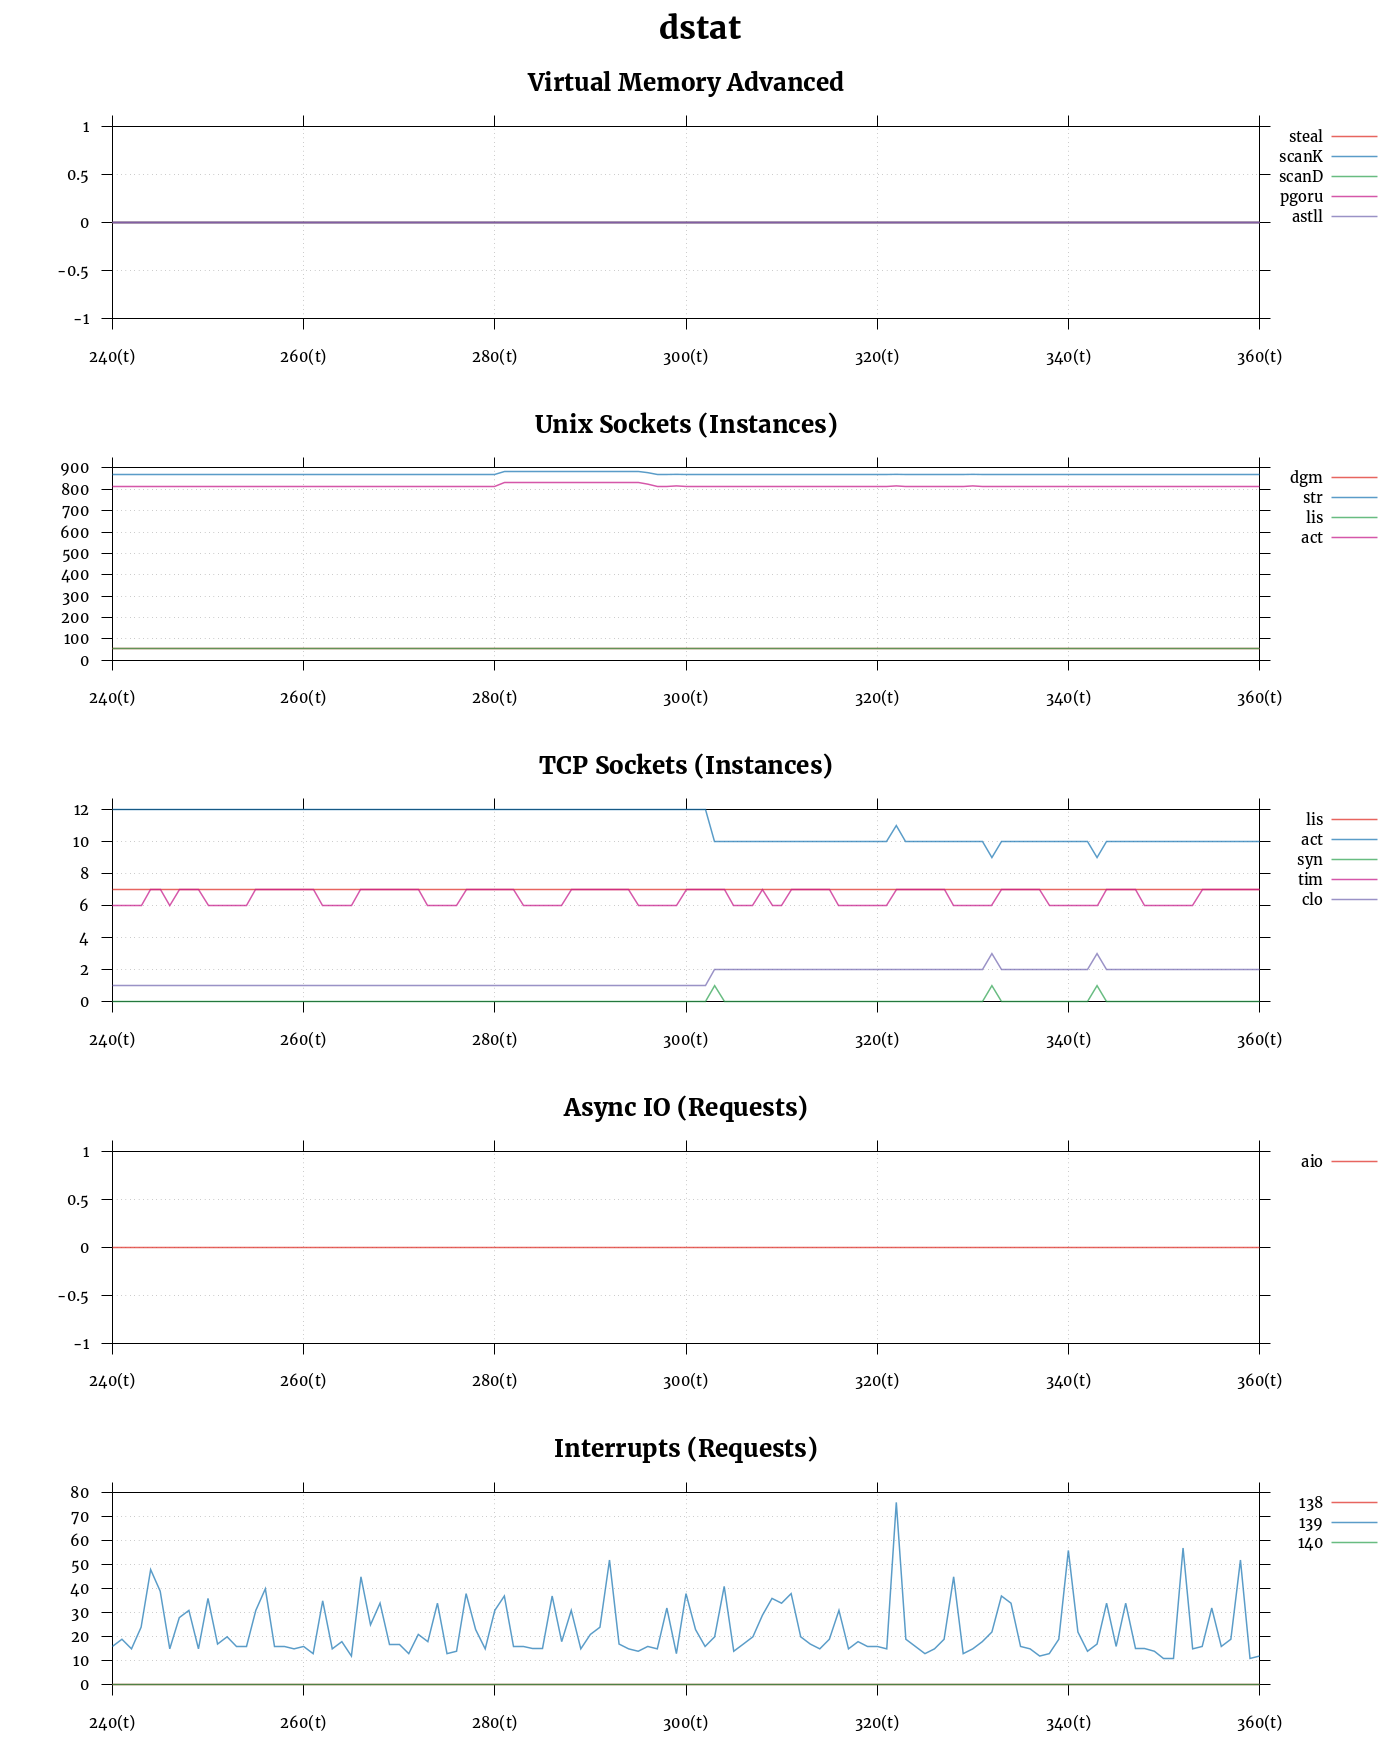 dstat
Virtual Memory Advanced
1
0.5
0
-0.5
-1
240(t) 260(t) 280(t) 300(t) 320(t) 340(t) 360(t)
steal
scanK
scanD
pgoru
astll
Unix Sockets (Instances)
900
800
700
600
500
400
300
200
100
0
240(t) 260(t) 280(t) 300(t) 320(t) 340(t) 360(t)
dgm
str
lis
act
TCP Sockets (Instances)
12
10
8
6
4
2
0
240(t) 260(t) 280(t) 300(t) 320(t) 340(t) 360(t)
lis
act
syn
tim
clo
Async IO (Requests)
1
0.5
0
-0.5
-1
240(t) 260(t) 280(t) 300(t) 320(t) 340(t) 360(t)
aio
Interrupts (Requests)
80
70
60
50
40
30
20
10
0
240(t) 260(t) 280(t) 300(t) 320(t) 340(t) 360(t)
138
139
140